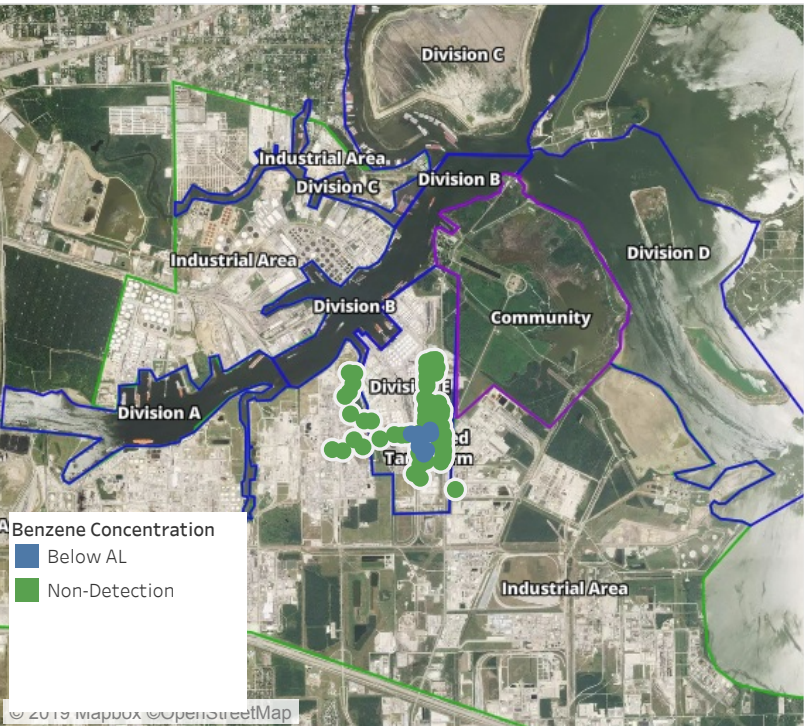 Division C
Industrial Area
Division C
Division B
Industrial Area
Division D
Division B
Community
Division A
Benzene Concentration
Below AL
Non-Detection
Industrial Area
© 2019 Mapbox ©OpenStreetMap